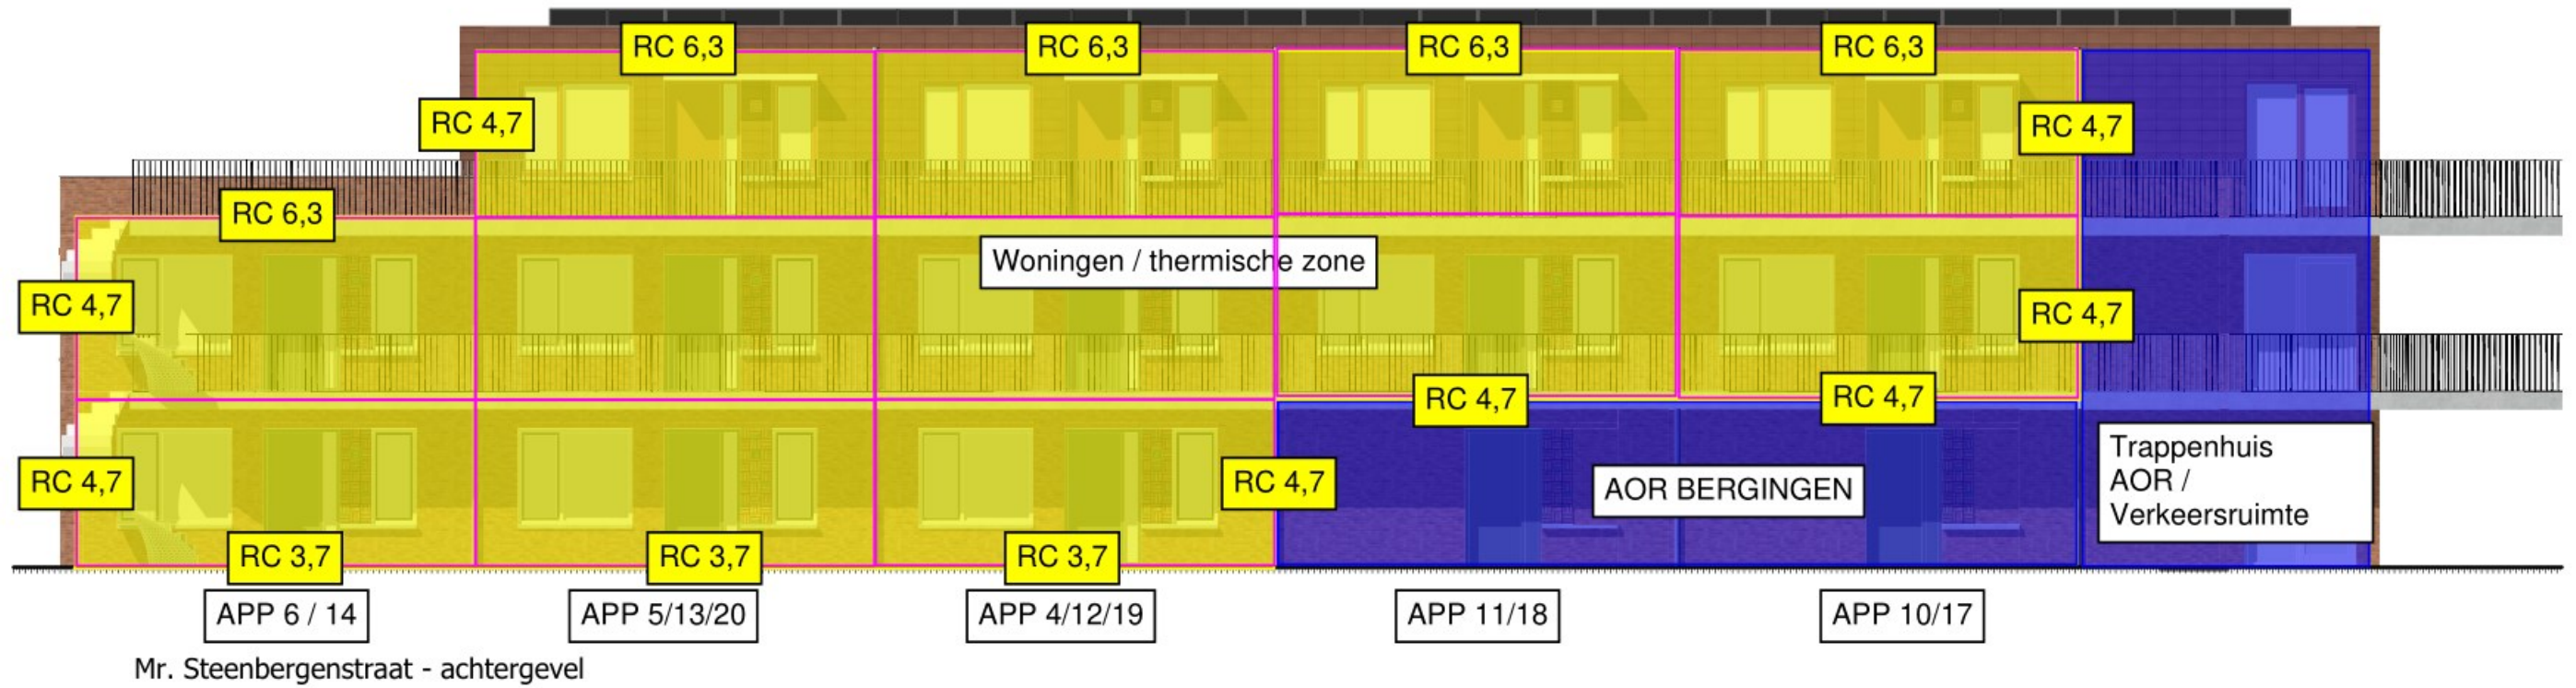 RC 6,3
RC 6,3
RC 6,3
RC 6,3
RC 4,7
RC 4,7
RC 6,3
Woningen / thermische zone
RC 4,7
RC 4,7
RC 4,7
RC 4,7
RC 4,7
RC 4,7
AOR BERGINGEN
Trappenhuis
AOR /
Verkeersruimte
RC 3,7
RC 3,7
RC 3,7
APP 6 / 14
APP 5/13/20
APP 4/12/19
APP 11/18
APP 10/17
Mr. Steenbergenstraat - achtergevel